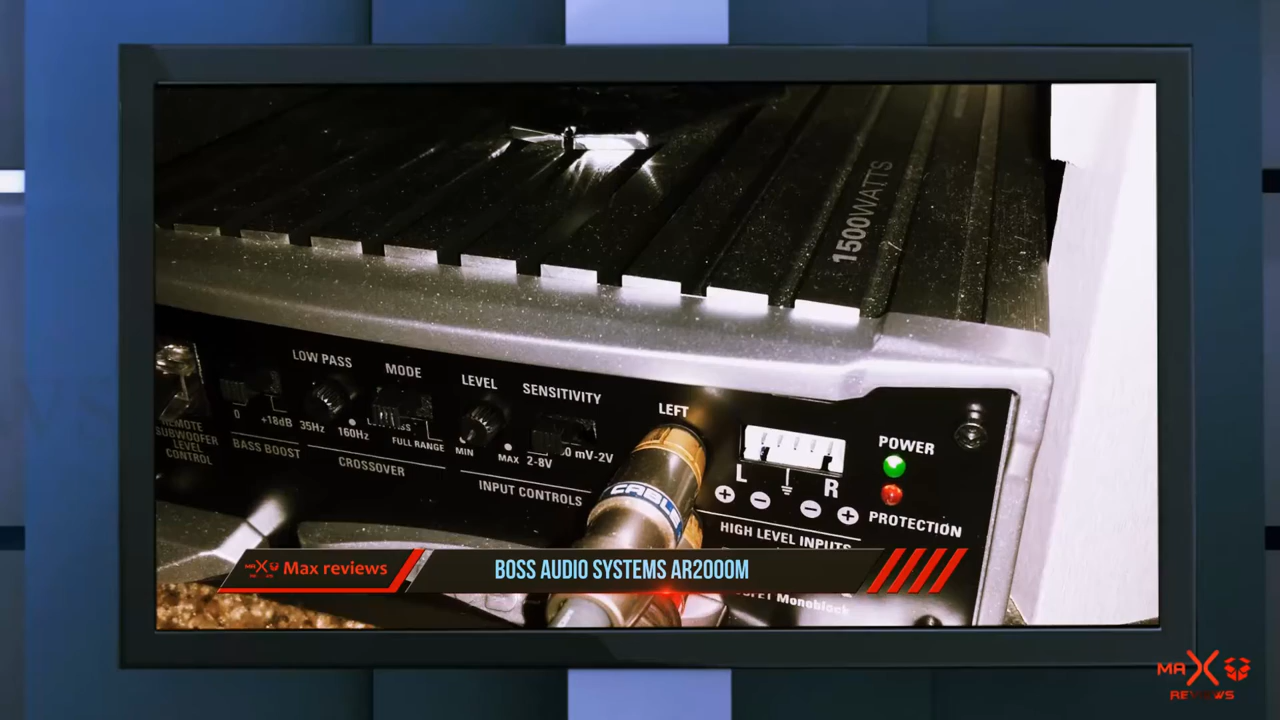 1500WATTS
LOW PASS
MODE
LEVEL
SENSITIVITY
LEFT
POWER
0
+18dB
35Hz
160Hz
FULL RANGE
MIN
MAX
2-8V
0 mV-2V
L
R
REMOTE
SUBWOOFER
LEVEL
CONTROL
BASS BOOST
CROSSOVER
INPUT CONTROLS
CABL
PROTECTION
HIGH LEVEL INPUTS
Monoblock
Max reviews
BOSS AUDIO SYSTEMS AR2000M
MAX
REVIEWS